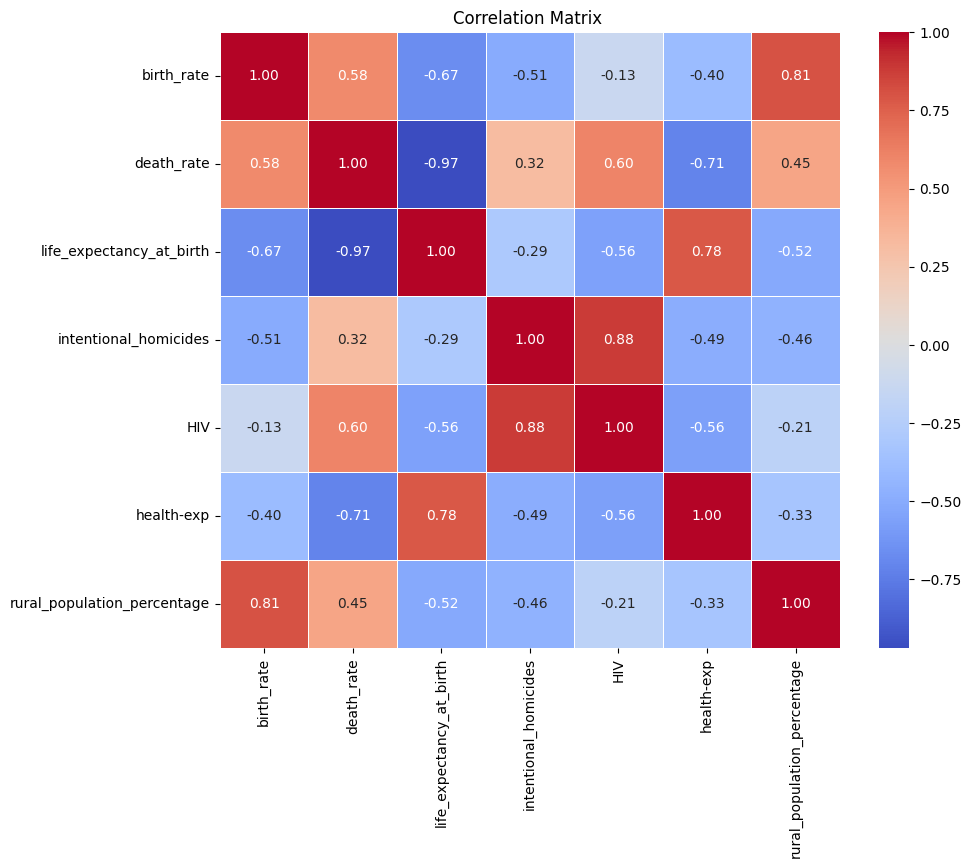 Correlation Matrix
birth_rate 1.00 0.58 -0.67 -0.51 -0.13 -0.40 0.81
death_rate 0.58 1.00 -0.97 0.32 0.60 -0.71 0.45
life_expectancy_at_birth -0.67 -0.97 1.00 -0.29 -0.56 0.78 -0.52
intentional_homicides -0.51 0.32 -0.29 1.00 0.88 -0.49 -0.46
HIV -0.13 0.60 -0.56 0.88 1.00 -0.56 -0.21
health-exp -0.40 -0.71 0.78 -0.49 -0.56 1.00 -0.33
rural_population_percentage 0.81 0.45 -0.52 -0.46 -0.21 -0.33 1.00
birth_rate
death_rate
life_expectancy_at_birth
intentional_homicides
HIV
health-exp
rural_population_percentage
1.00
0.75
0.50
0.25
0.00
−0.25
−0.50
−0.75